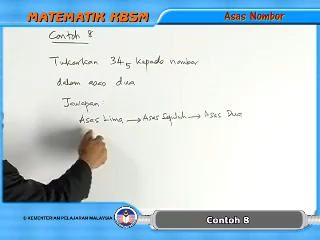 MATEMATIK KBSM
Asas Nombor
Contoh 8
Tukarkan 34₅ kepada nombor
dalam asas dua
Jawapan:
Asas Lima → Asas Sepuluh → Asas Dua
© KEMENTERIAN PELAJARAN MALAYSIA
Contoh 8